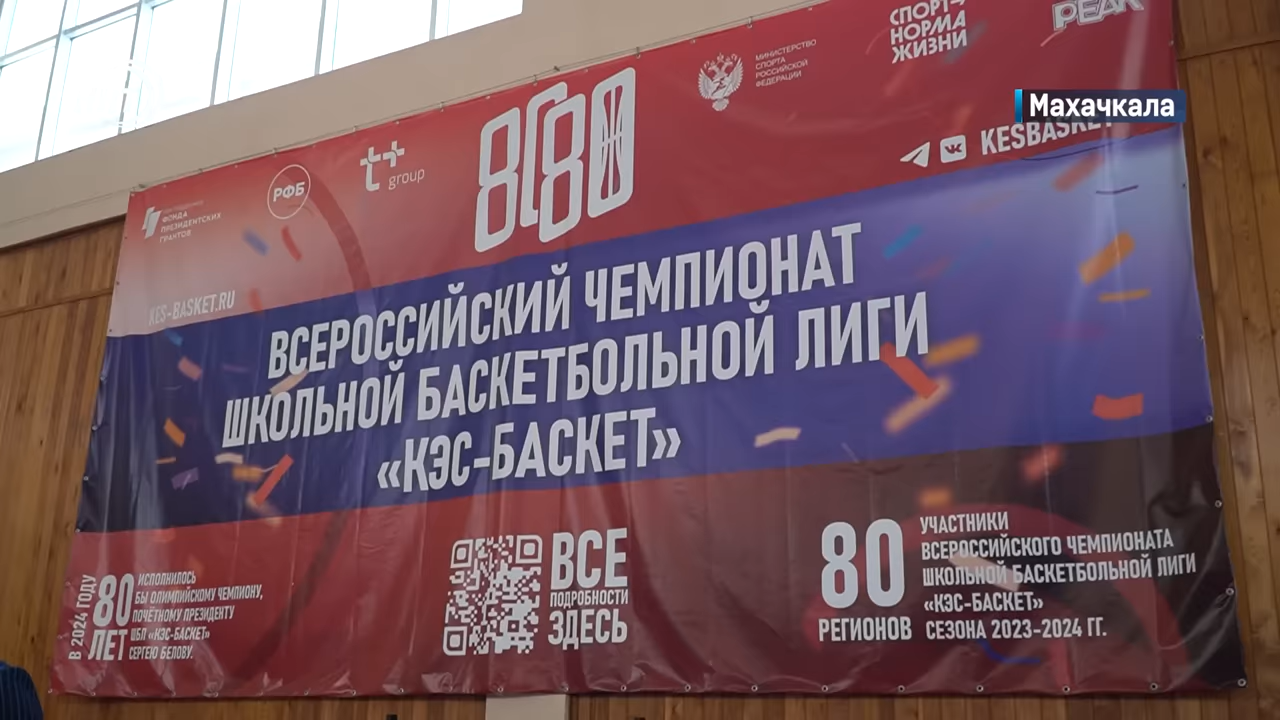 СПОРТ-
НОРМА
ЖИЗНИ
PEAK
МИНИСТЕРСТВО
СПОРТА
РОССИЙСКОЙ
ФЕДЕРАЦИИ
Махачкала
KESBASKET
t++
group
РФБ
ФОНДА
ПРЕЗИДЕНТСКИХ
ГРАНТОВ
KES-BASKET.RU
ВСЕРОССИЙСКИЙ ЧЕМПИОНАТ
ШКОЛЬНОЙ БАСКЕТБОЛЬНОЙ ЛИГИ
«КЭС-БАСКЕТ»
В 2024 ГОДУ
80
ЛЕТ
ИСПОЛНИЛОСЬ
БЫ ОЛИМПИЙСКОМУ ЧЕМПИОНУ,
ПОЧЁТНОМУ ПРЕЗИДЕНТУ
ШБЛ «КЭС-БАСКЕТ»
СЕРГЕЮ БЕЛОВУ.
ВСЕ
ПОДРОБНОСТИ
ЗДЕСЬ
80
РЕГИОНОВ
УЧАСТНИКИ
ВСЕРОССИЙСКОГО ЧЕМПИОНАТА
ШКОЛЬНОЙ БАСКЕТБОЛЬНОЙ ЛИГИ
«КЭС-БАСКЕТ»
СЕЗОНА 2023-2024 ГГ.